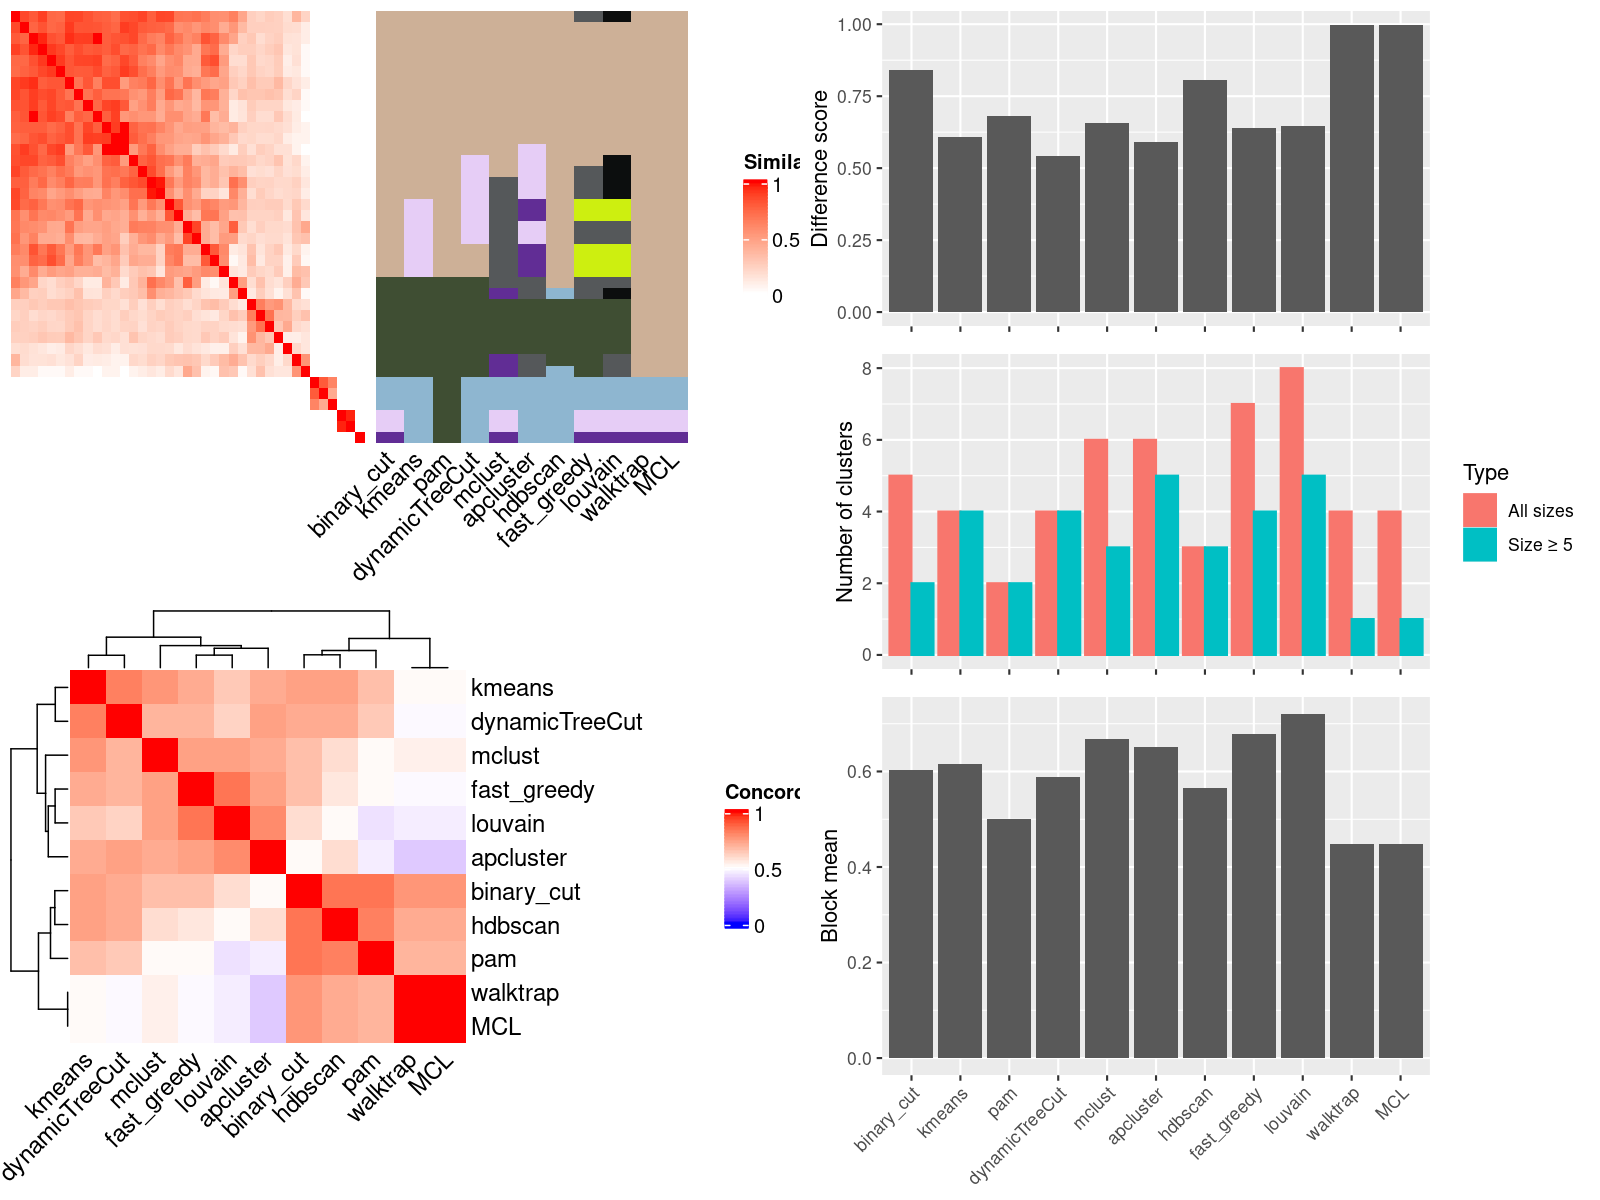 Simila
1
0.5
0
binary_cut
kmeans
pam
dynamicTreeCut
mclust
apcluster
hdbscan
fast_greedy
louvain
walktrap
MCL
kmeans
dynamicTreeCut
mclust
fast_greedy
louvain
apcluster
binary_cut
hdbscan
pam
walktrap
MCL
Concord
1
0.5
0
kmeans
dynamicTreeCut
mclust
fast_greedy
louvain
apcluster
binary_cut
hdbscan
pam
walktrap
MCL
Difference score
1.00
0.75
0.50
0.25
0.00
Number of clusters
8
6
4
2
0
Type
All sizes
Size ≥ 5
Block mean
0.6
0.4
0.2
0.0
binary_cut
kmeans
pam
dynamicTreeCut
mclust
apcluster
hdbscan
fast_greedy
louvain
walktrap
MCL